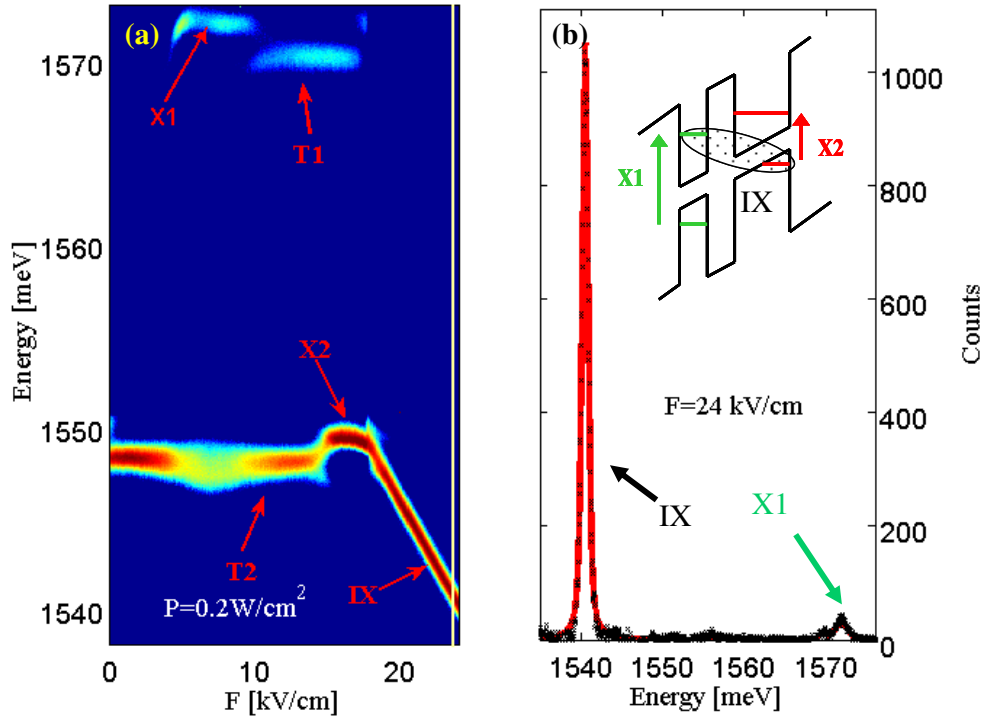 (a)
1570
1560
1550
1540
Energy [meV]
X1
T1
X2
T2
IX
P=0.2W/cm²
0
10
20
F [kV/cm]
(b)
X1
X2
IX
F=24 kV/cm
IX
X1
1000
800
600
400
200
0
Counts
1540
1550
1560
1570
Energy [meV]